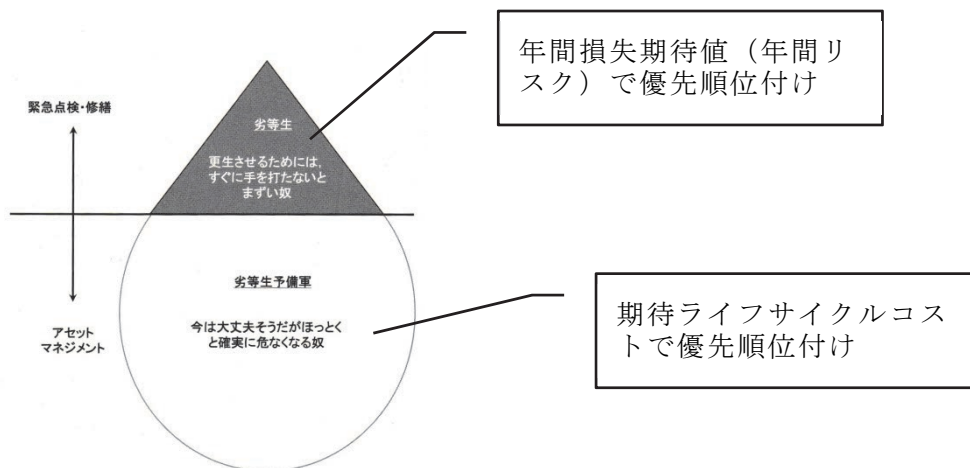 年間損失期待値（年間リ
スク）で優先順位付け
緊急点検・修繕
劣等生
更生させるためには、
すぐに手を打たないと
まずい奴
劣等生予備軍
今は大丈夫そうだがほっとく
と確実に危なくなる奴
アセット
マネジメント
期待ライフサイクルコス
トで優先順位付け